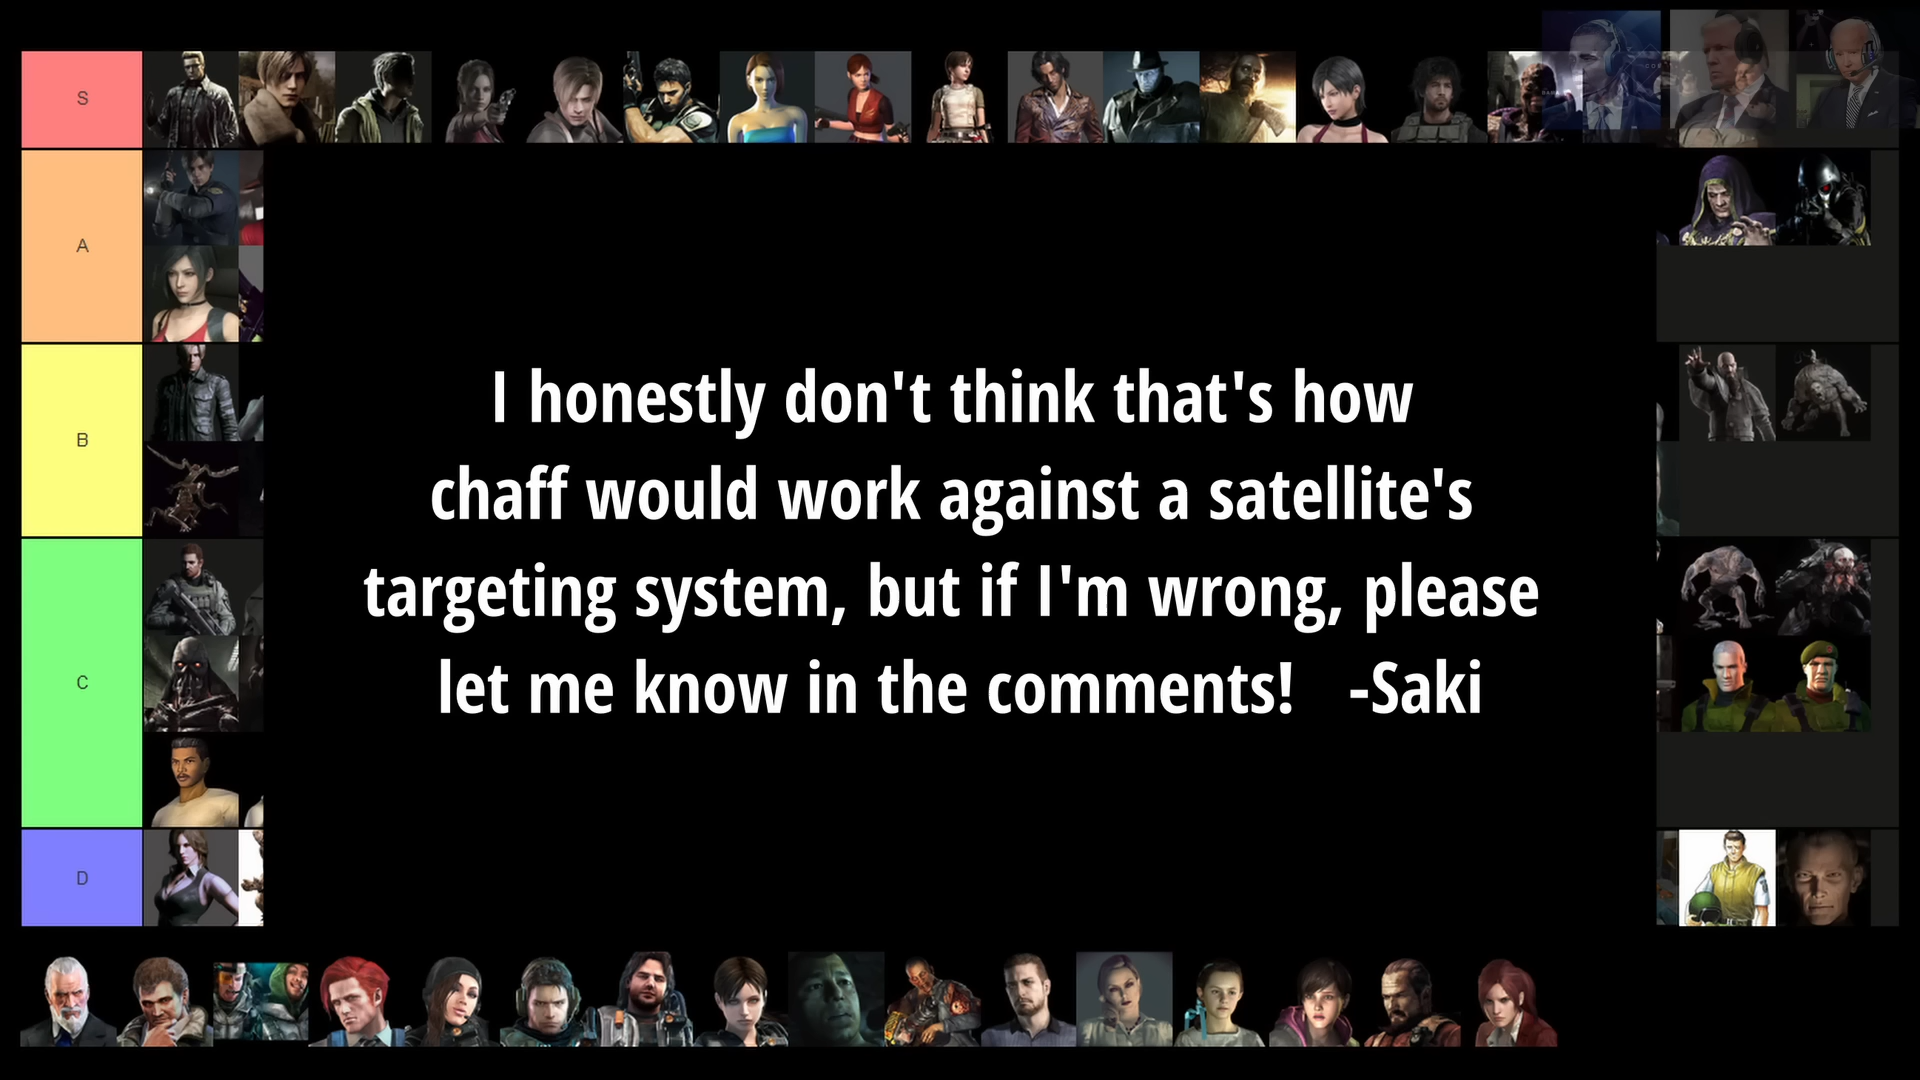 S
A
B
C
D
I honestly don't think that's how
chaff would work against a satellite's
targeting system, but if I'm wrong, please
let me know in the comments! -Saki